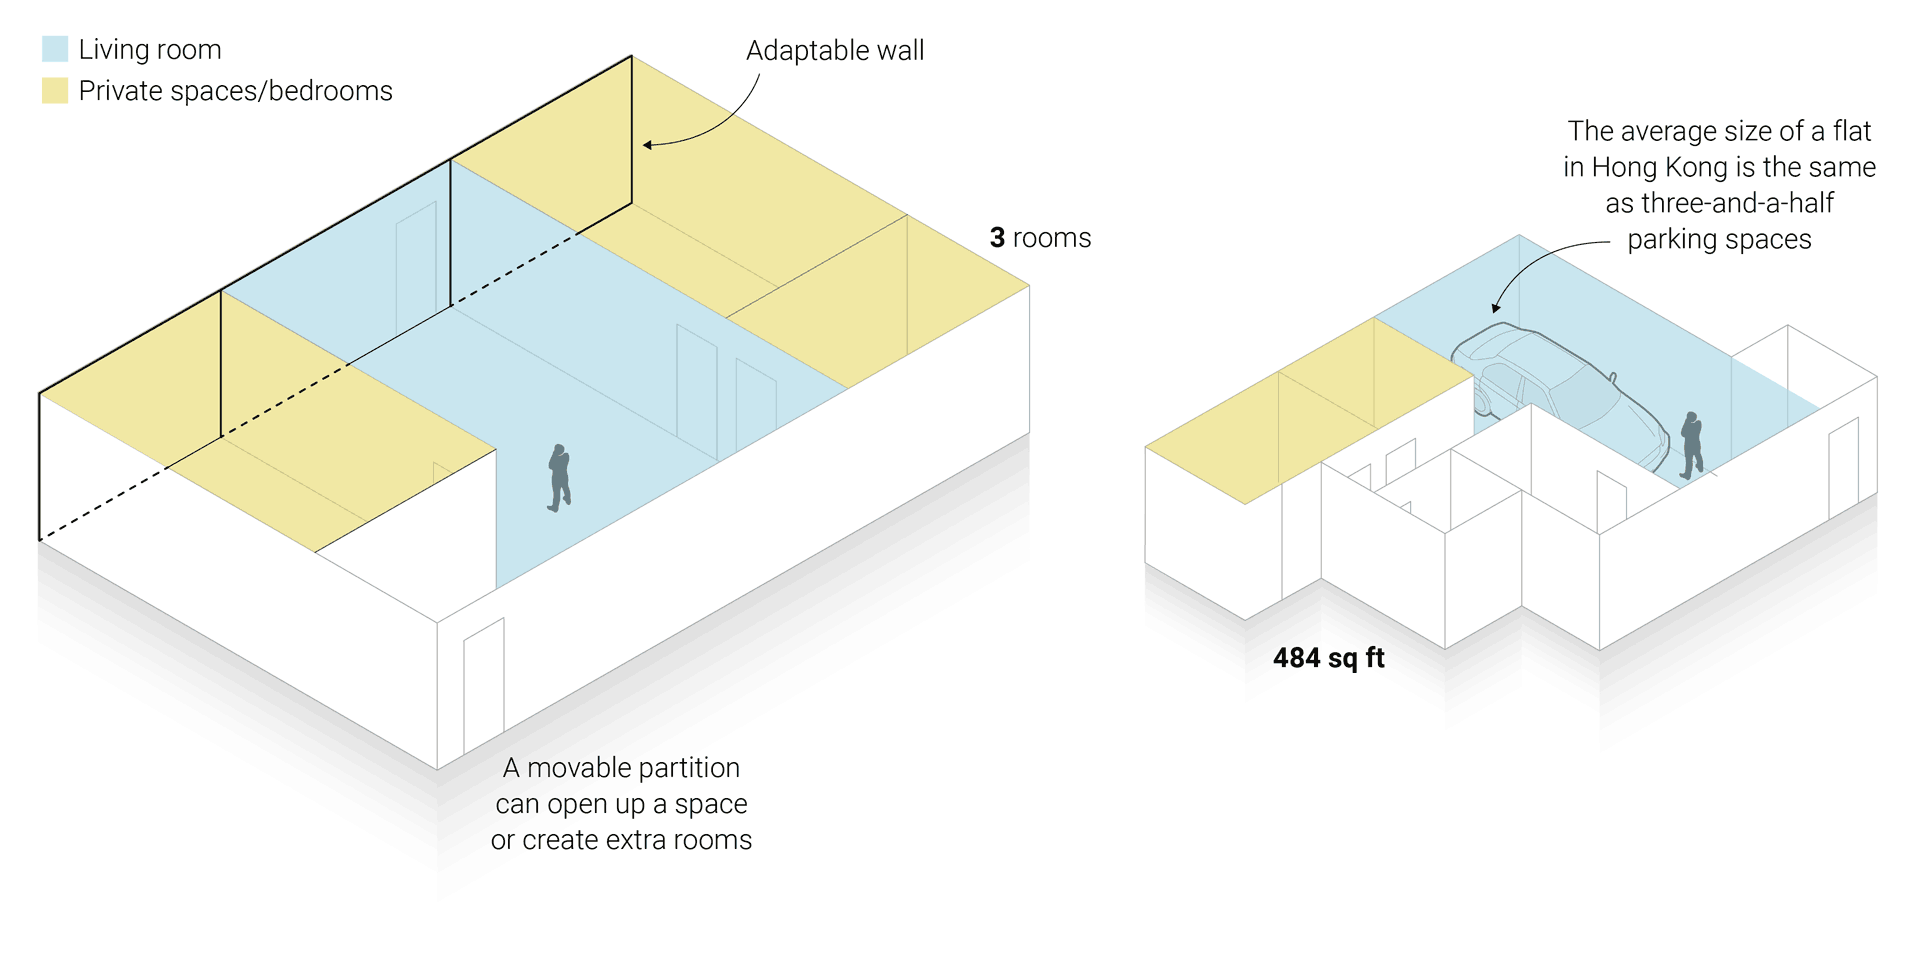 Living room
Private spaces/bedrooms
Adaptable wall
3 rooms
A movable partition
can open up a space
or create extra rooms
The average size of a flat
in Hong Kong is the same
as three-and-a-half
parking spaces
484 sq ft